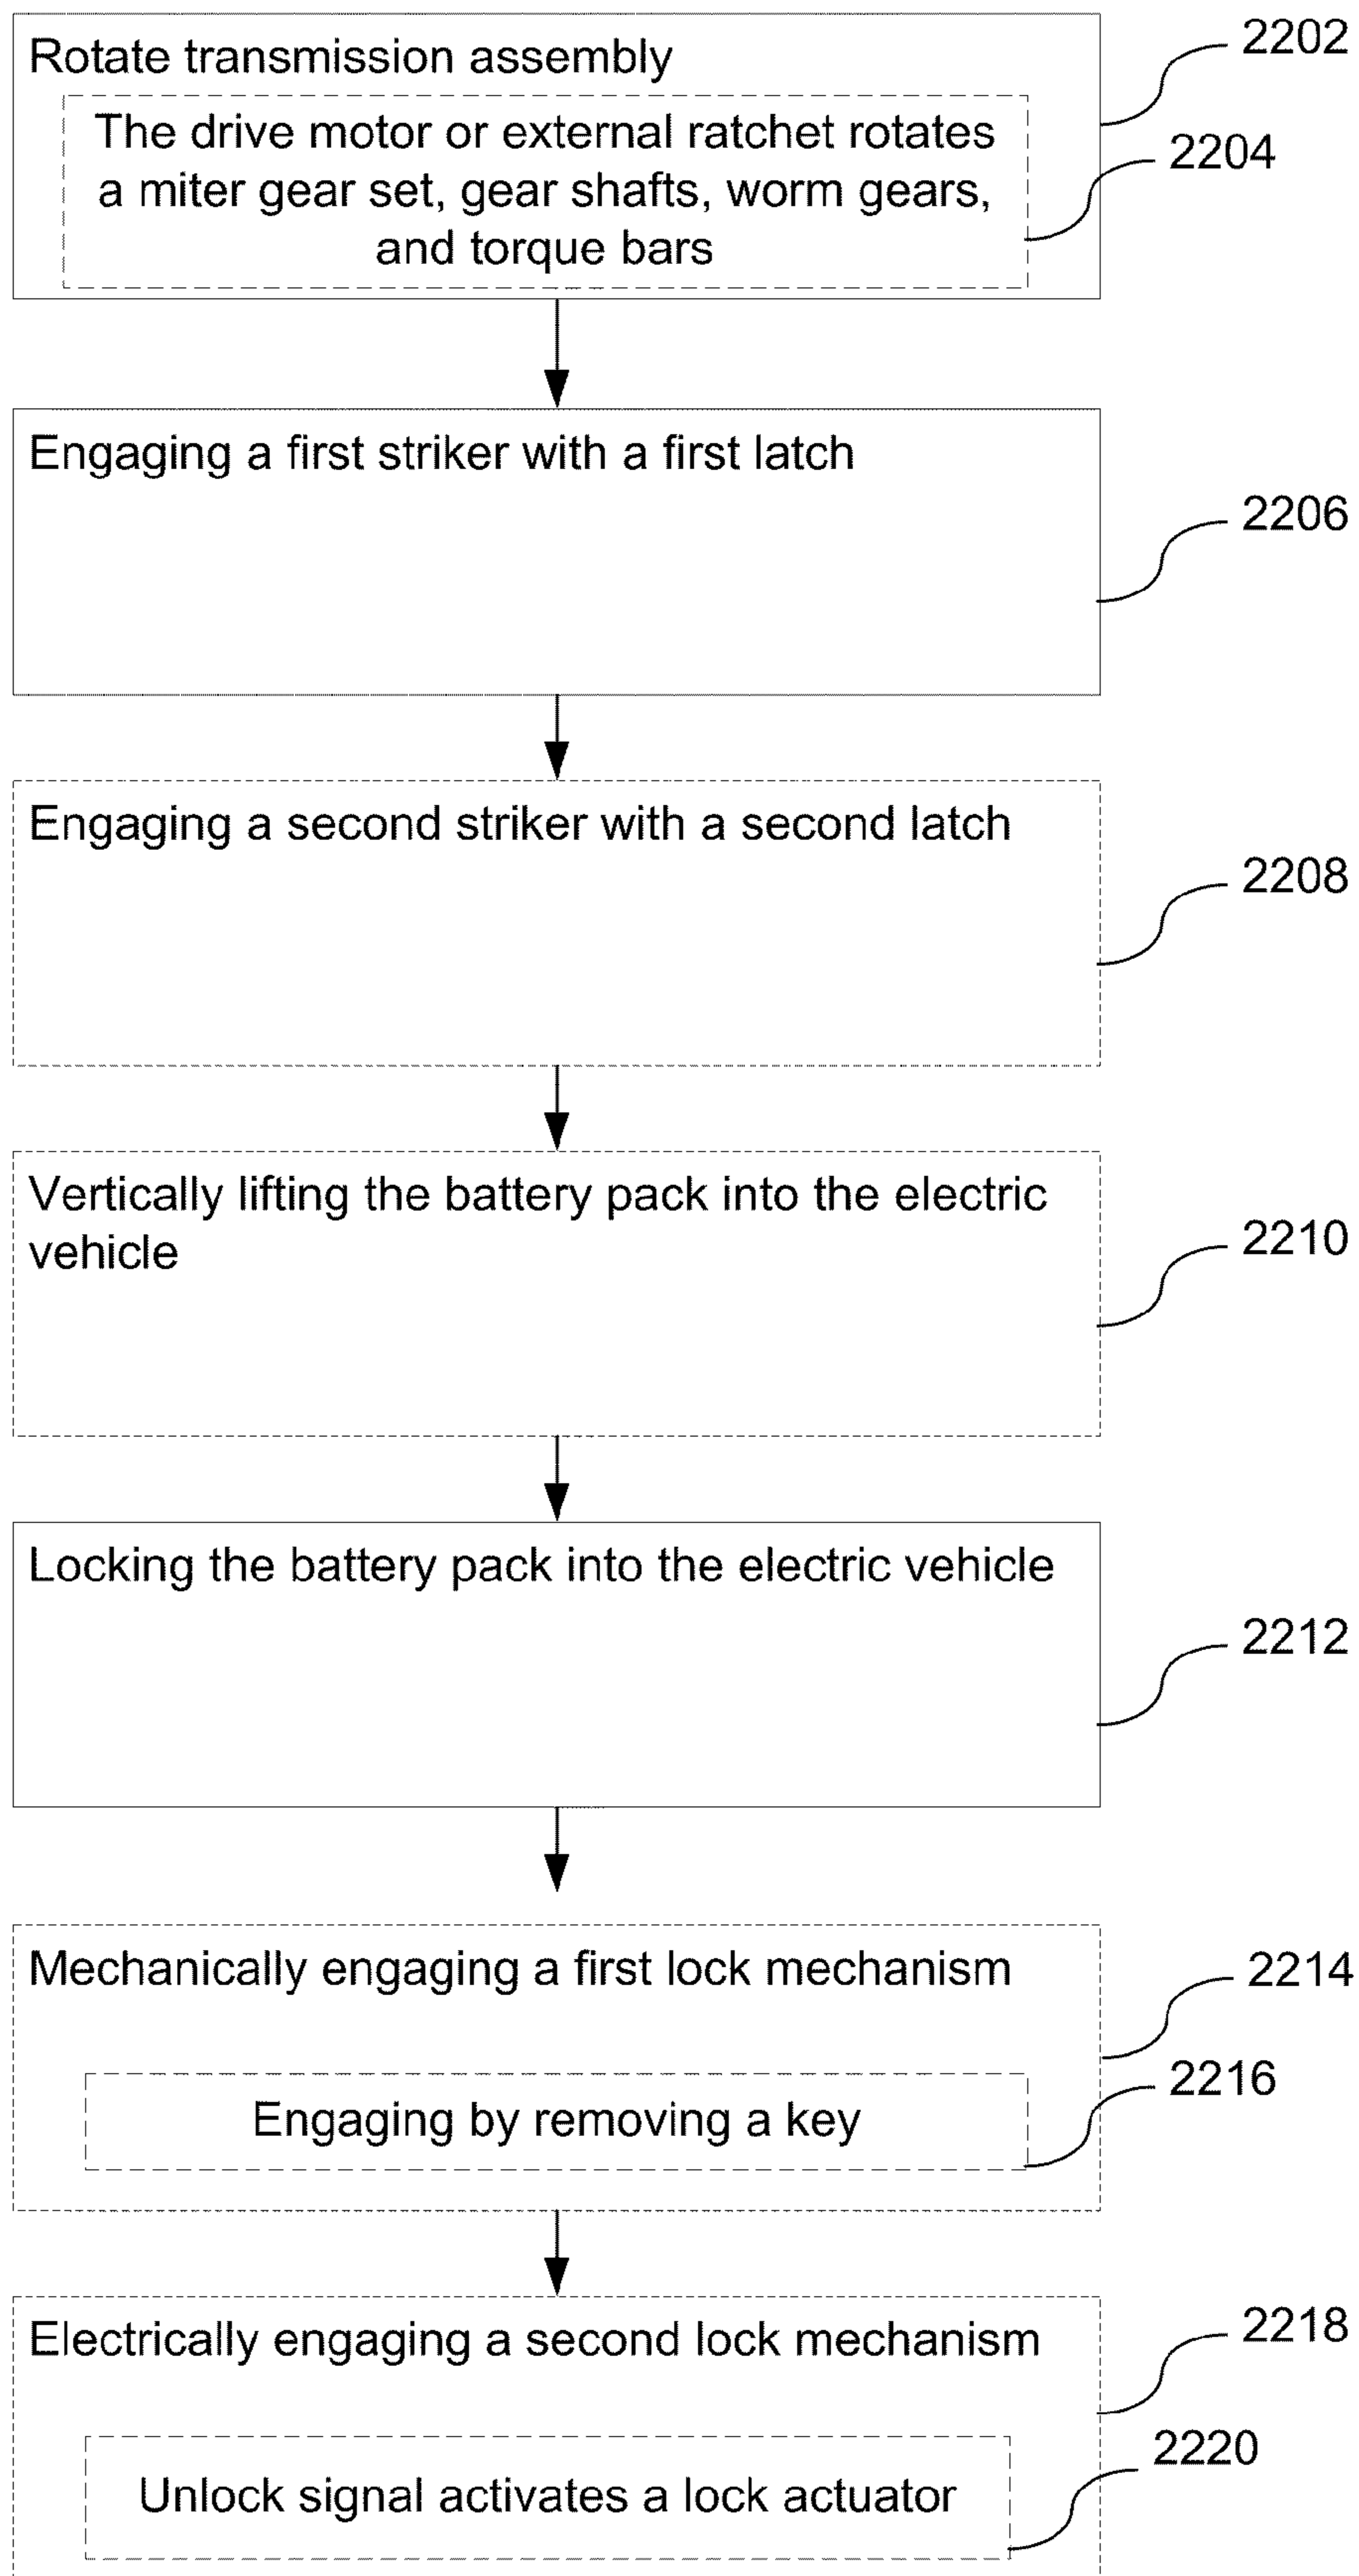 Rotate transmission assembly
2202
The drive motor or external ratchet rotates
a miter gear set, gear shafts, worm gears,
and torque bars
2204
Engaging a first striker with a first latch
2206
Engaging a second striker with a second latch
2208
Vertically lifting the battery pack into the electric
vehicle
2210
Locking the battery pack into the electric vehicle
2212
Mechanically engaging a first lock mechanism
2214
Engaging by removing a key
2216
Electrically engaging a second lock mechanism
2218
Unlock signal activates a lock actuator
2220